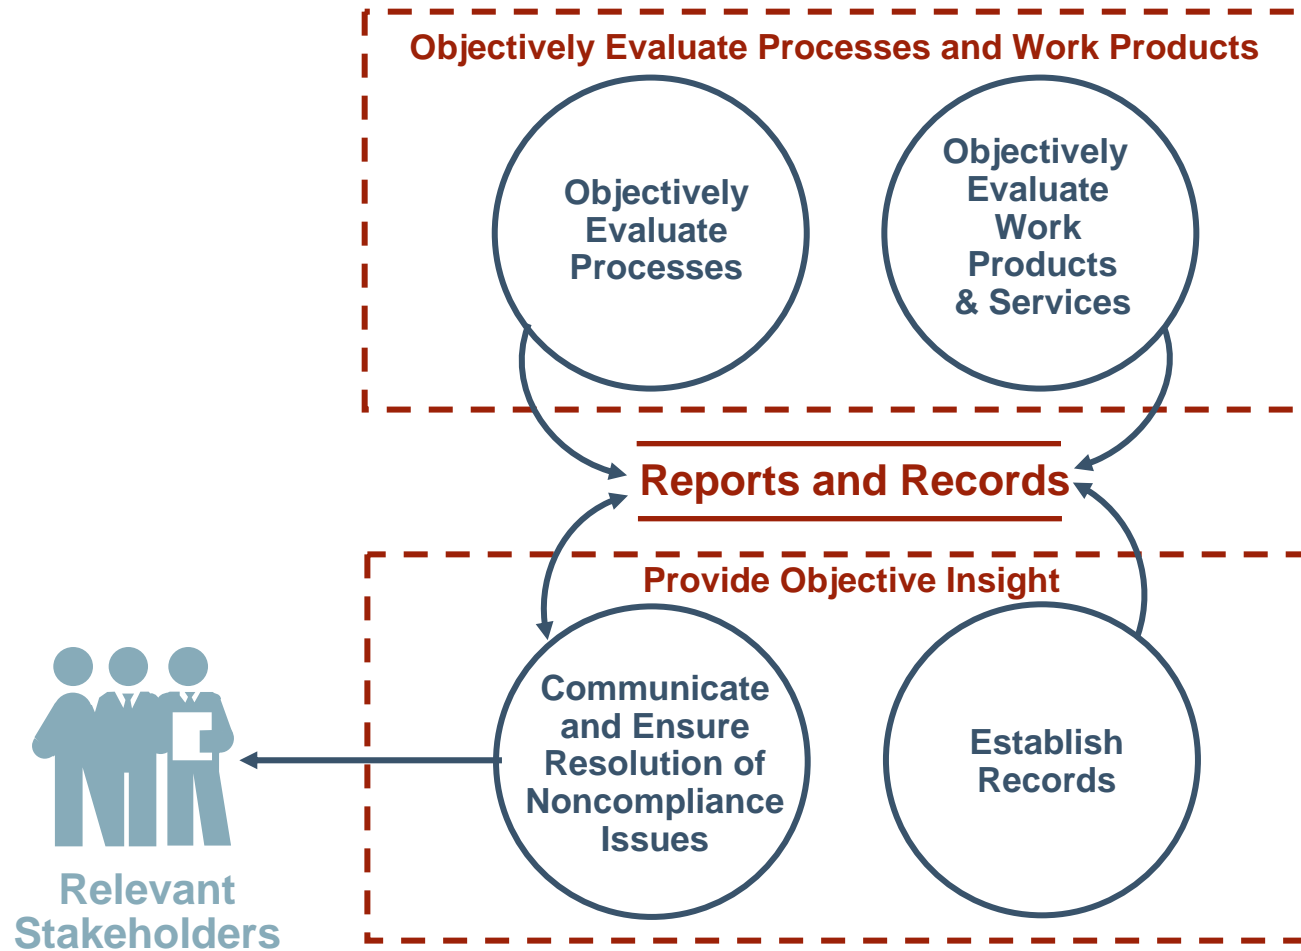 Objectively Evaluate Processes and Work Products
Objectively
Evaluate
Processes
Objectively
Evaluate
Work
Products
& Services
Reports and Records
Provide Objective Insight
Communicate
and Ensure
Resolution of
Noncompliance
Issues
Establish
Records
Relevant
Stakeholders